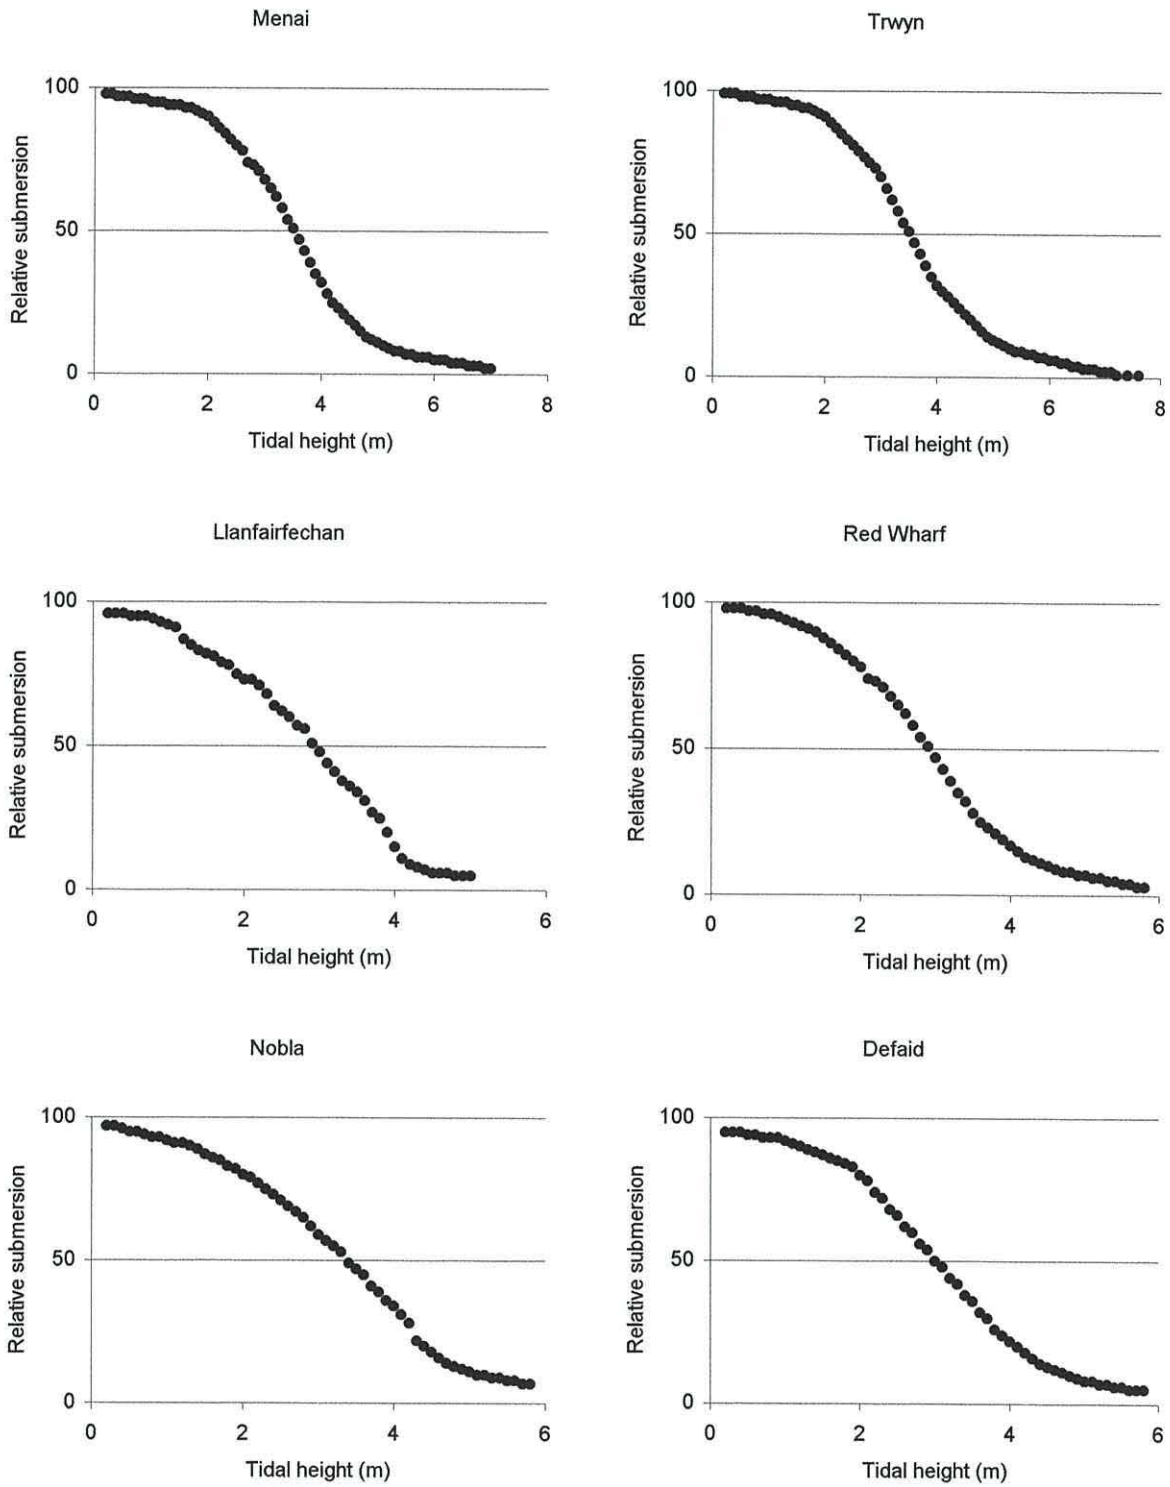 Menai
100
50
0
Relative submersion
0 2 4 6 8
Tidal height (m)
Trwyn
100
50
0
Relative submersion
0 2 4 6 8
Tidal height (m)
Llanfairfechan
100
50
0
Relative submersion
0 2 4 6
Tidal height (m)
Red Wharf
100
50
0
Relative submersion
0 2 4 6
Tidal height (m)
Nobla
100
50
0
Relative submersion
0 2 4 6
Tidal height (m)
Defaid
100
50
0
Relative submersion
0 2 4 6
Tidal height (m)